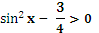 sin² x − 3/4 > 0